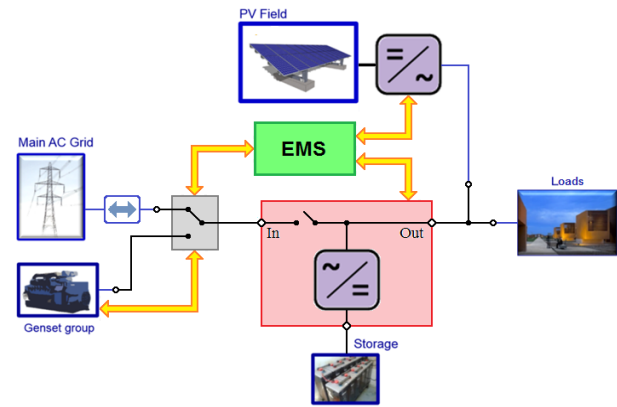 PV Field
EMS
Main AC Grid
Loads
In
Out
Genset group
Storage